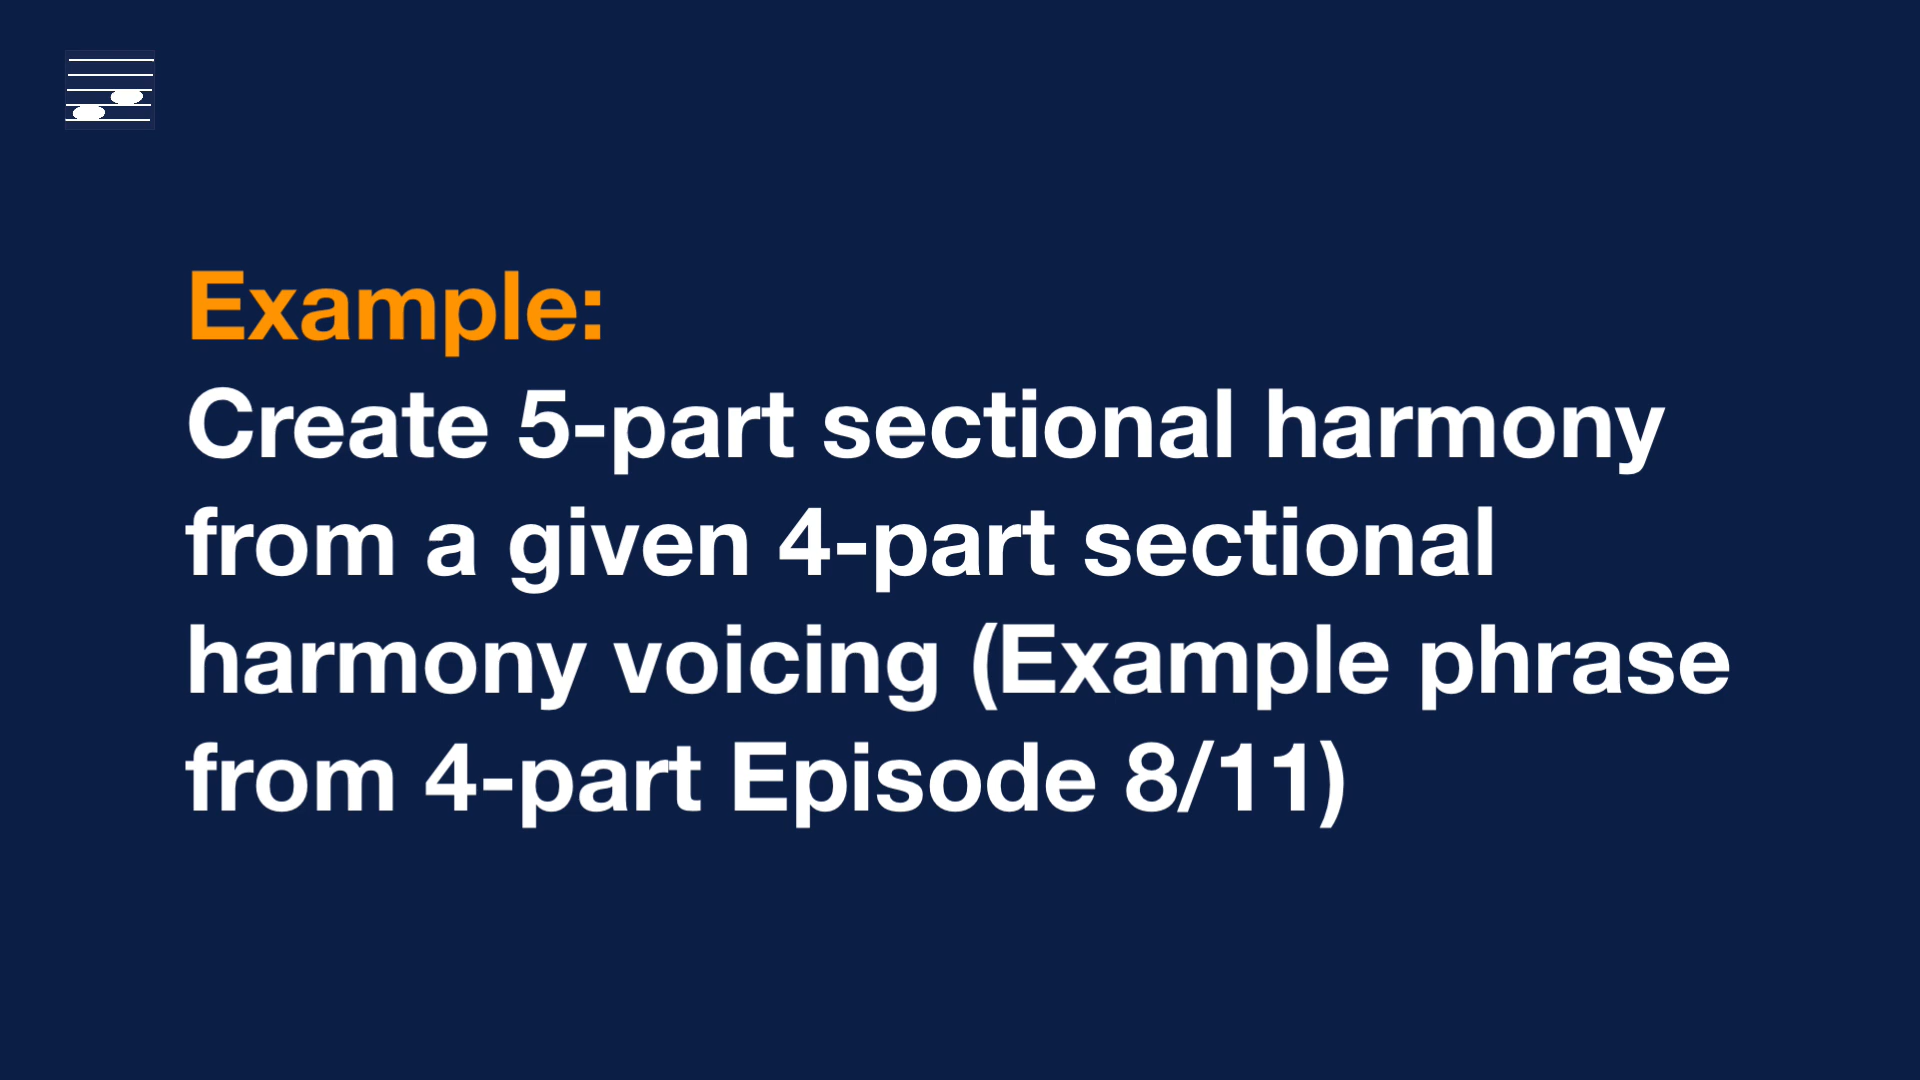 Example:
Create 5-part sectional harmony
from a given 4-part sectional
harmony voicing (Example phrase
from 4-part Episode 8/11)